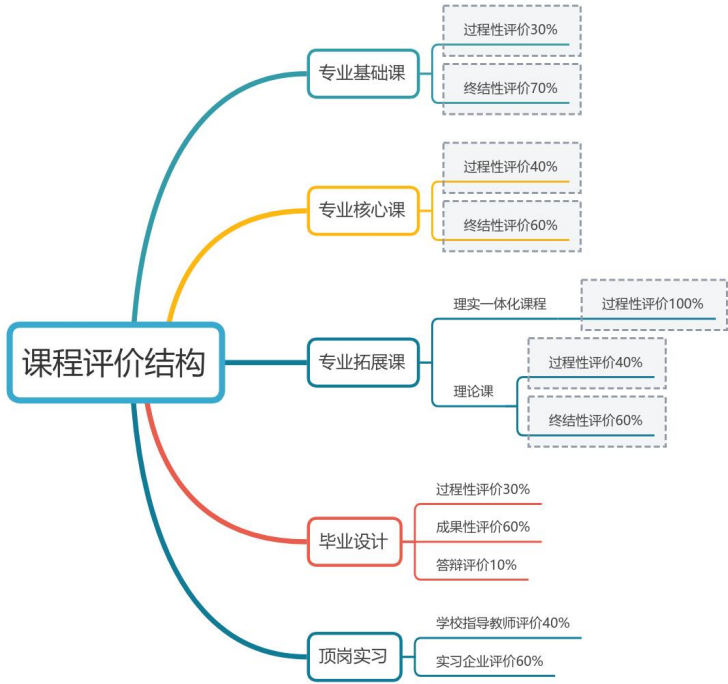 课程评价结构
专业基础课
过程性评价30%
终结性评价70%
专业核心课
过程性评价40%
终结性评价60%
专业拓展课
理实一体化课程
过程性评价100%
理论课
过程性评价40%
终结性评价60%
毕业设计
过程性评价30%
成果性评价60%
答辩评价10%
顶岗实习
学校指导教师评价40%
实习企业评价60%